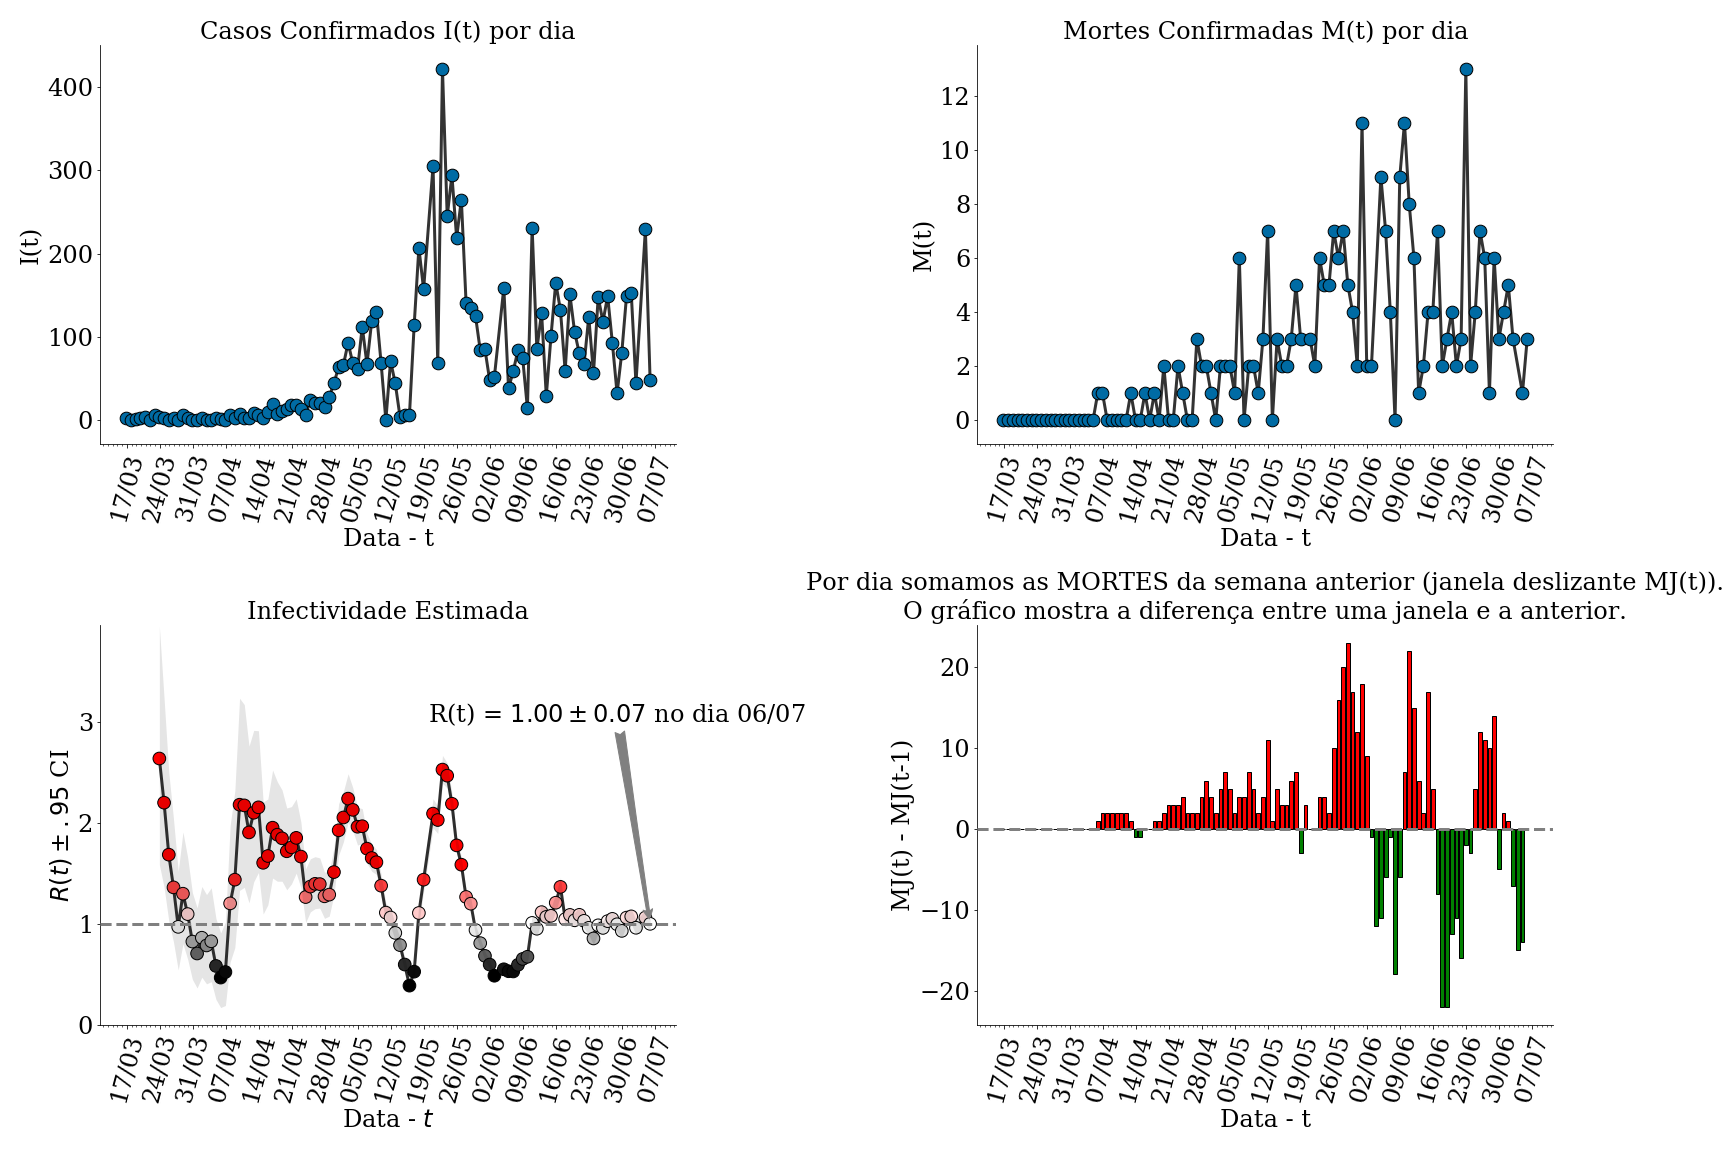 Casos Confirmados I(t) por dia
400
300
200
100
0
I(t)
17/03 24/03 31/03 07/04 14/04 21/04 28/04 05/05 12/05 19/05 26/05 02/06 09/06 16/06 23/06 30/06 07/07
Data - t
Mortes Confirmadas M(t) por dia
12
10
8
6
4
2
0
M(t)
17/03 24/03 31/03 07/04 14/04 21/04 28/04 05/05 12/05 19/05 26/05 02/06 09/06 16/06 23/06 30/06 07/07
Data - t
Infectividade Estimada
R(t) = 1.00 ± 0.07 no dia 06/07
3
2
1
0
R(t) ± .95 CI
17/03 24/03 31/03 07/04 14/04 21/04 28/04 05/05 12/05 19/05 26/05 02/06 09/06 16/06 23/06 30/06 07/07
Data - t
Por dia somamos as MORTES da semana anterior (janela deslizante MJ(t)).
O gráfico mostra a diferença entre uma janela e a anterior.
20
10
0
−10
−20
MJ(t) - MJ(t-1)
17/03 24/03 31/03 07/04 14/04 21/04 28/04 05/05 12/05 19/05 26/05 02/06 09/06 16/06 23/06 30/06 07/07
Data - t